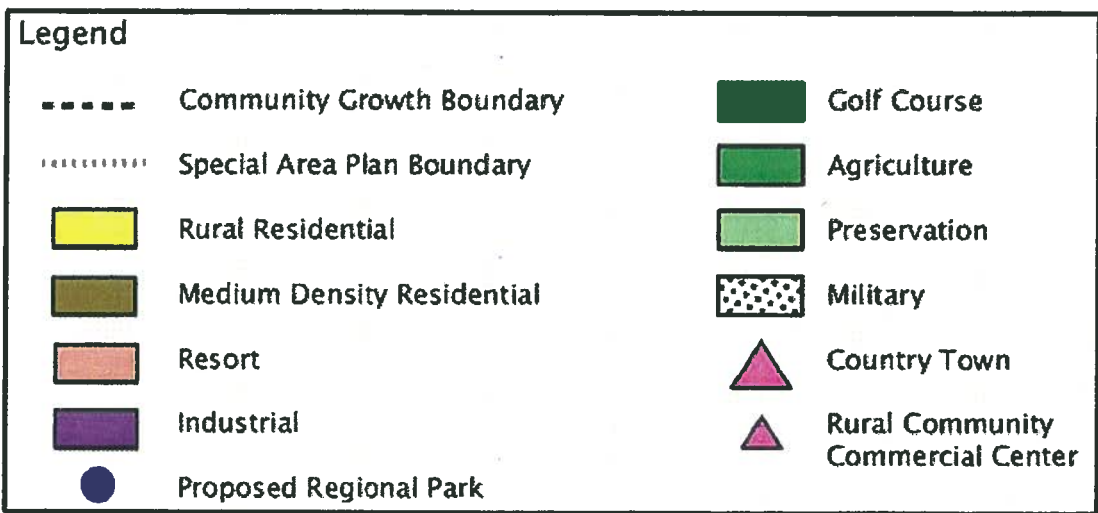 Legend
Community Growth Boundary
Special Area Plan Boundary
Rural Residential
Medium Density Residential
Resort
Industrial
Proposed Regional Park
Golf Course
Agriculture
Preservation
Military
Country Town
Rural Community
Commercial Center